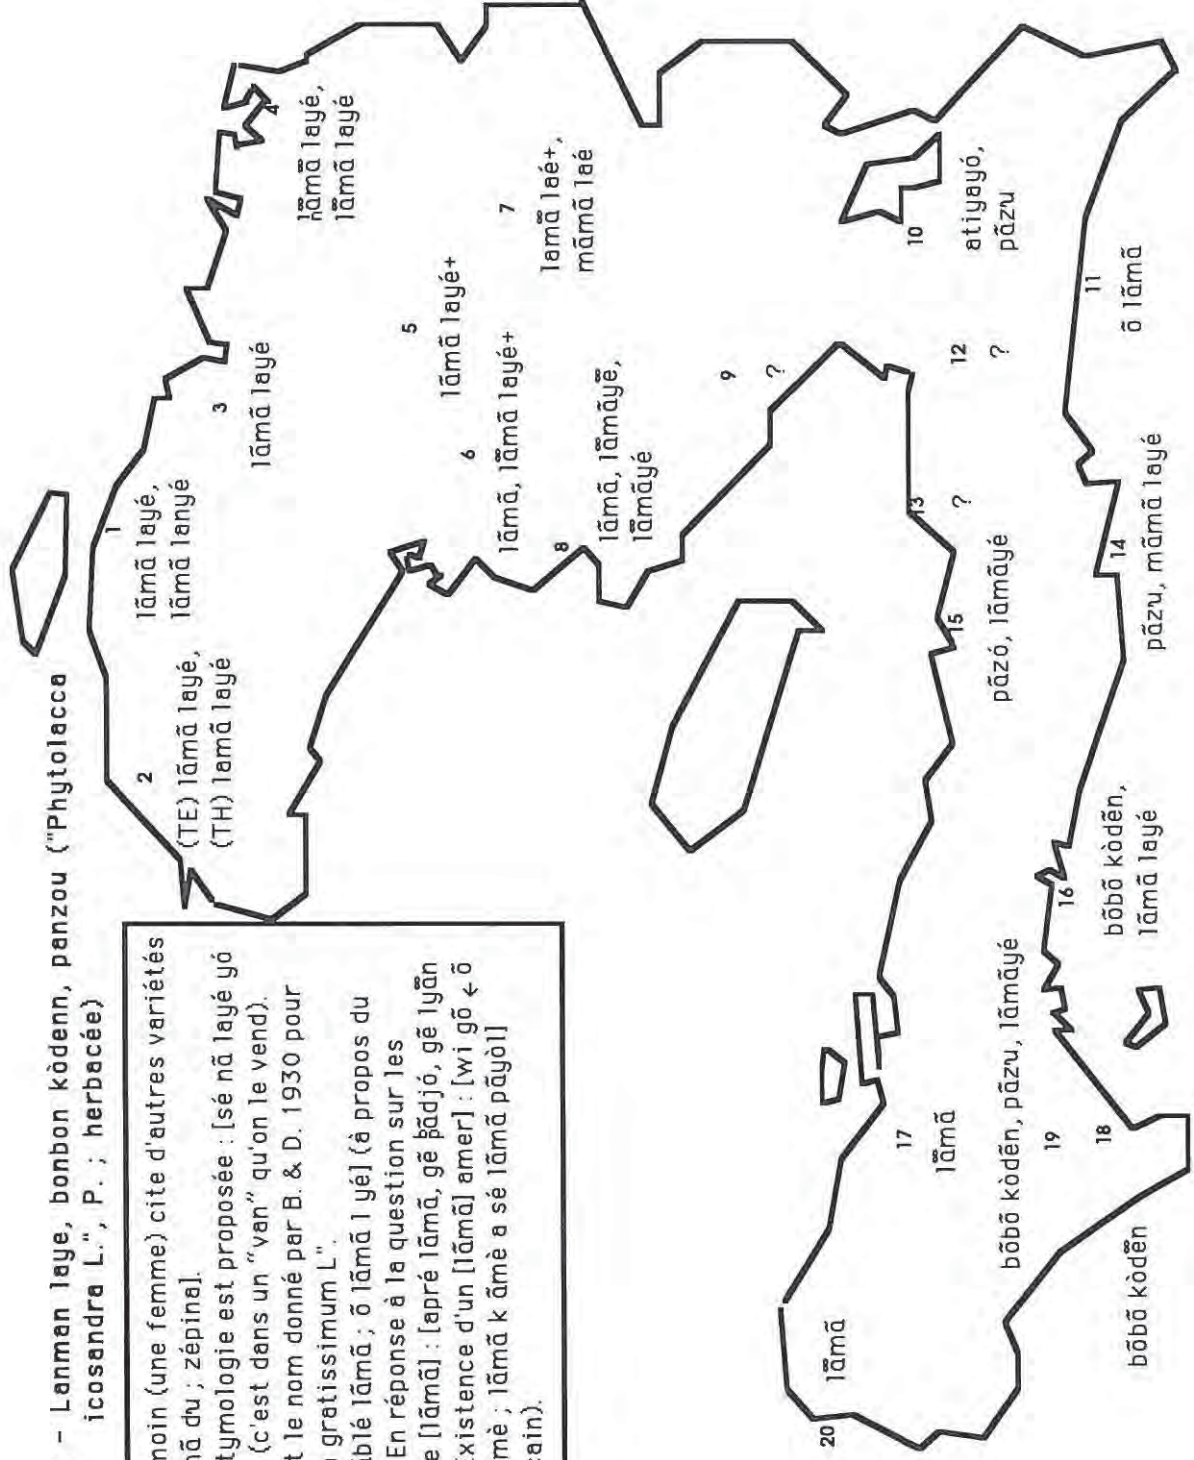 - Lanman laye, bonbon kòdenn, panzou ("Phytolacca
icosandra L.", P. ; herbacée)
moin (une femme) cite d'autres variétés
mã du ; zépina].
tymologie est proposée : [sé nã layé yó
(c'est dans un "van" qu'on le vend).
t le nom donné par B. & D. 1930 pour
gratissimum L".
blé lãmã ; õ lãmã l yé] (à propos du
En réponse à la question sur les
e [lãmã] : [apré lãmã, gẽ bãdjó, gẽ lyãn
xistence d'un [lãmã] amer] : [wi gõ ← õ
mè ; lãmã k ãmè a sé lãmã pãyòl]
cain).
1
lãmã layé,
lãmã lanyé
2
(TE) lãmã layé,
(TH) lamã layé
3
lãmã layé
4
lãmã layé
5
lãmã layé+
6
lãmã, lãmã layé+
7
lamã laé+,
mãmã laé
8
lãmã, lãmãyẽ,
lãmãyé
9
?
10
atiyayó,
pãzu
11
õ lãmã
12
?
13
?
14
pãzu, mãmã layé
15
pãzó, lãmãyé
16
bõbõ kòdẽn,
lãmã layé
17
lãmã
18
bõbõ kòdẽn
19
bõbõ kòdẽn, pãzu, lãmãyé
20
lãmã